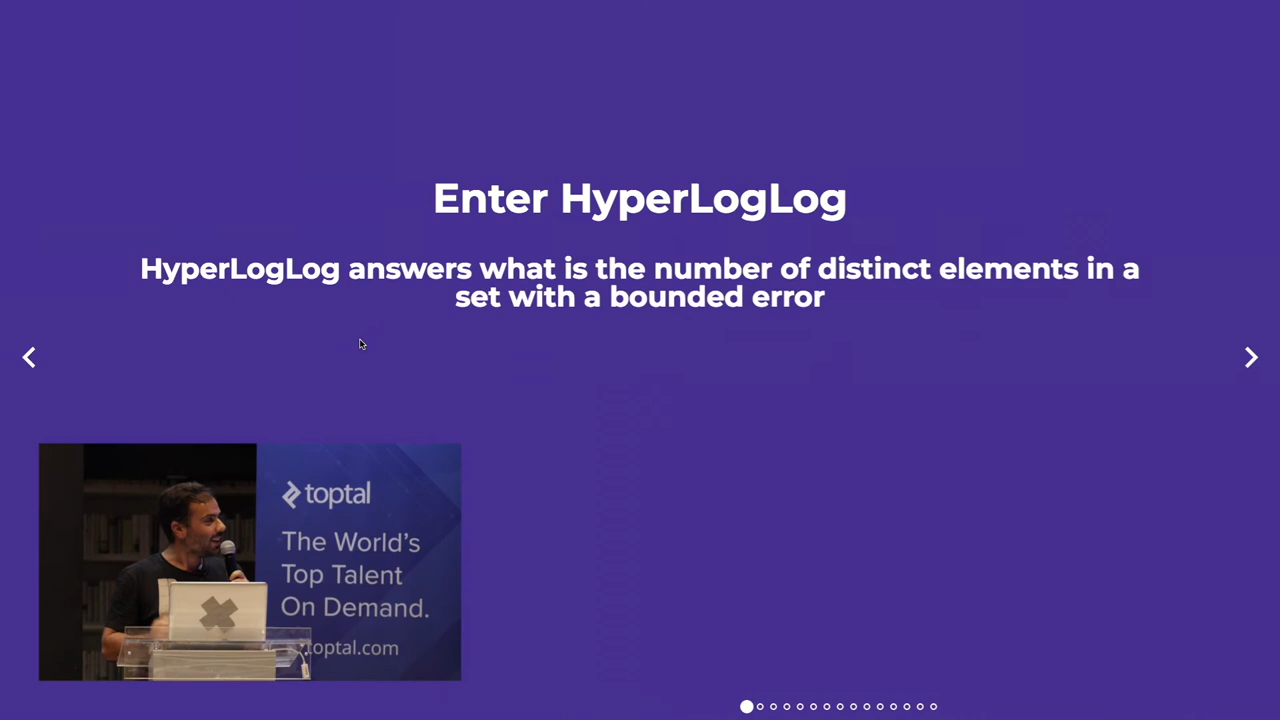 Enter HyperLogLog
HyperLogLog answers what is the number of distinct elements in a
set with a bounded error
toptal
The World's
Top Talent
On Demand.
toptal.com